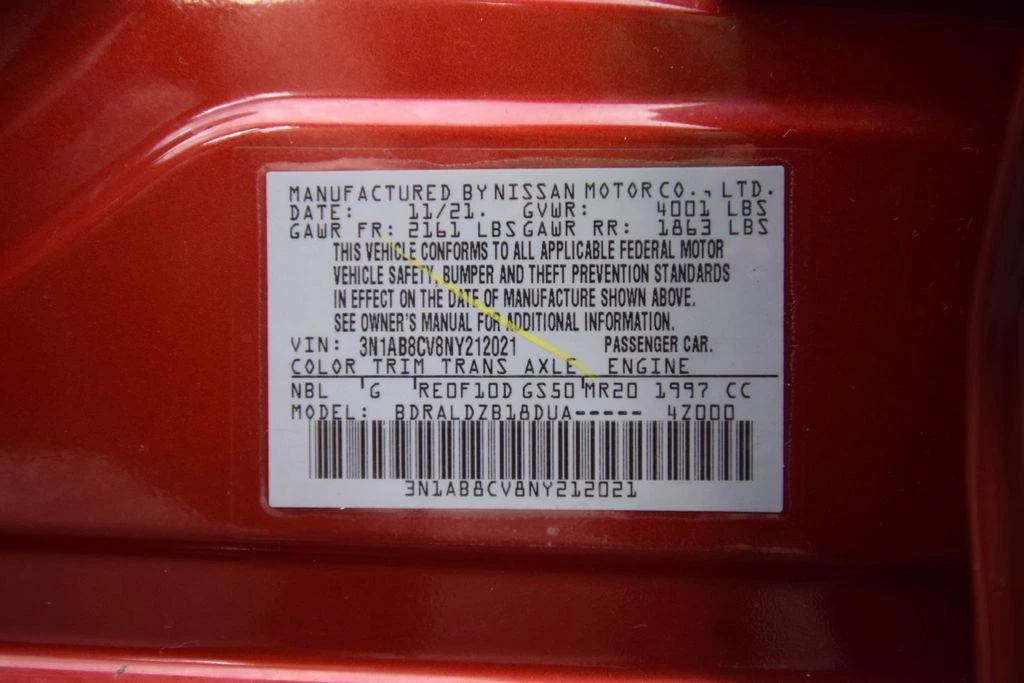 MANUFACTURED BY NISSAN MOTOR CO., LTD.
DATE: 11/21. GVWR: 4001 LBS
GAWR FR: 2161 LBS GAWR RR: 1863 LBS
THIS VEHICLE CONFORMS TO ALL APPLICABLE FEDERAL MOTOR
VEHICLE SAFETY, BUMPER AND THEFT PREVENTION STANDARDS
IN EFFECT ON THE DATE OF MANUFACTURE SHOWN ABOVE.
SEE OWNER'S MANUAL FOR ADDITIONAL INFORMATION.
VIN: 3N1AB8CV8NY212021 PASSENGER CAR.
COLOR TRIM TRANS AXLE ENGINE
NBL 'G 'RE0F10D GS50'MR20 1997 CC
MODEL: BDRALDZB18DUA----- 4Z000
3N1AB8CV8NY212021